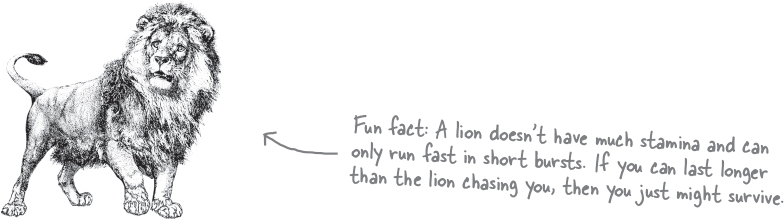 Fun fact: A lion doesn't have much stamina and can
only run fast in short bursts. If you can last longer
than the lion chasing you, then you just might survive.